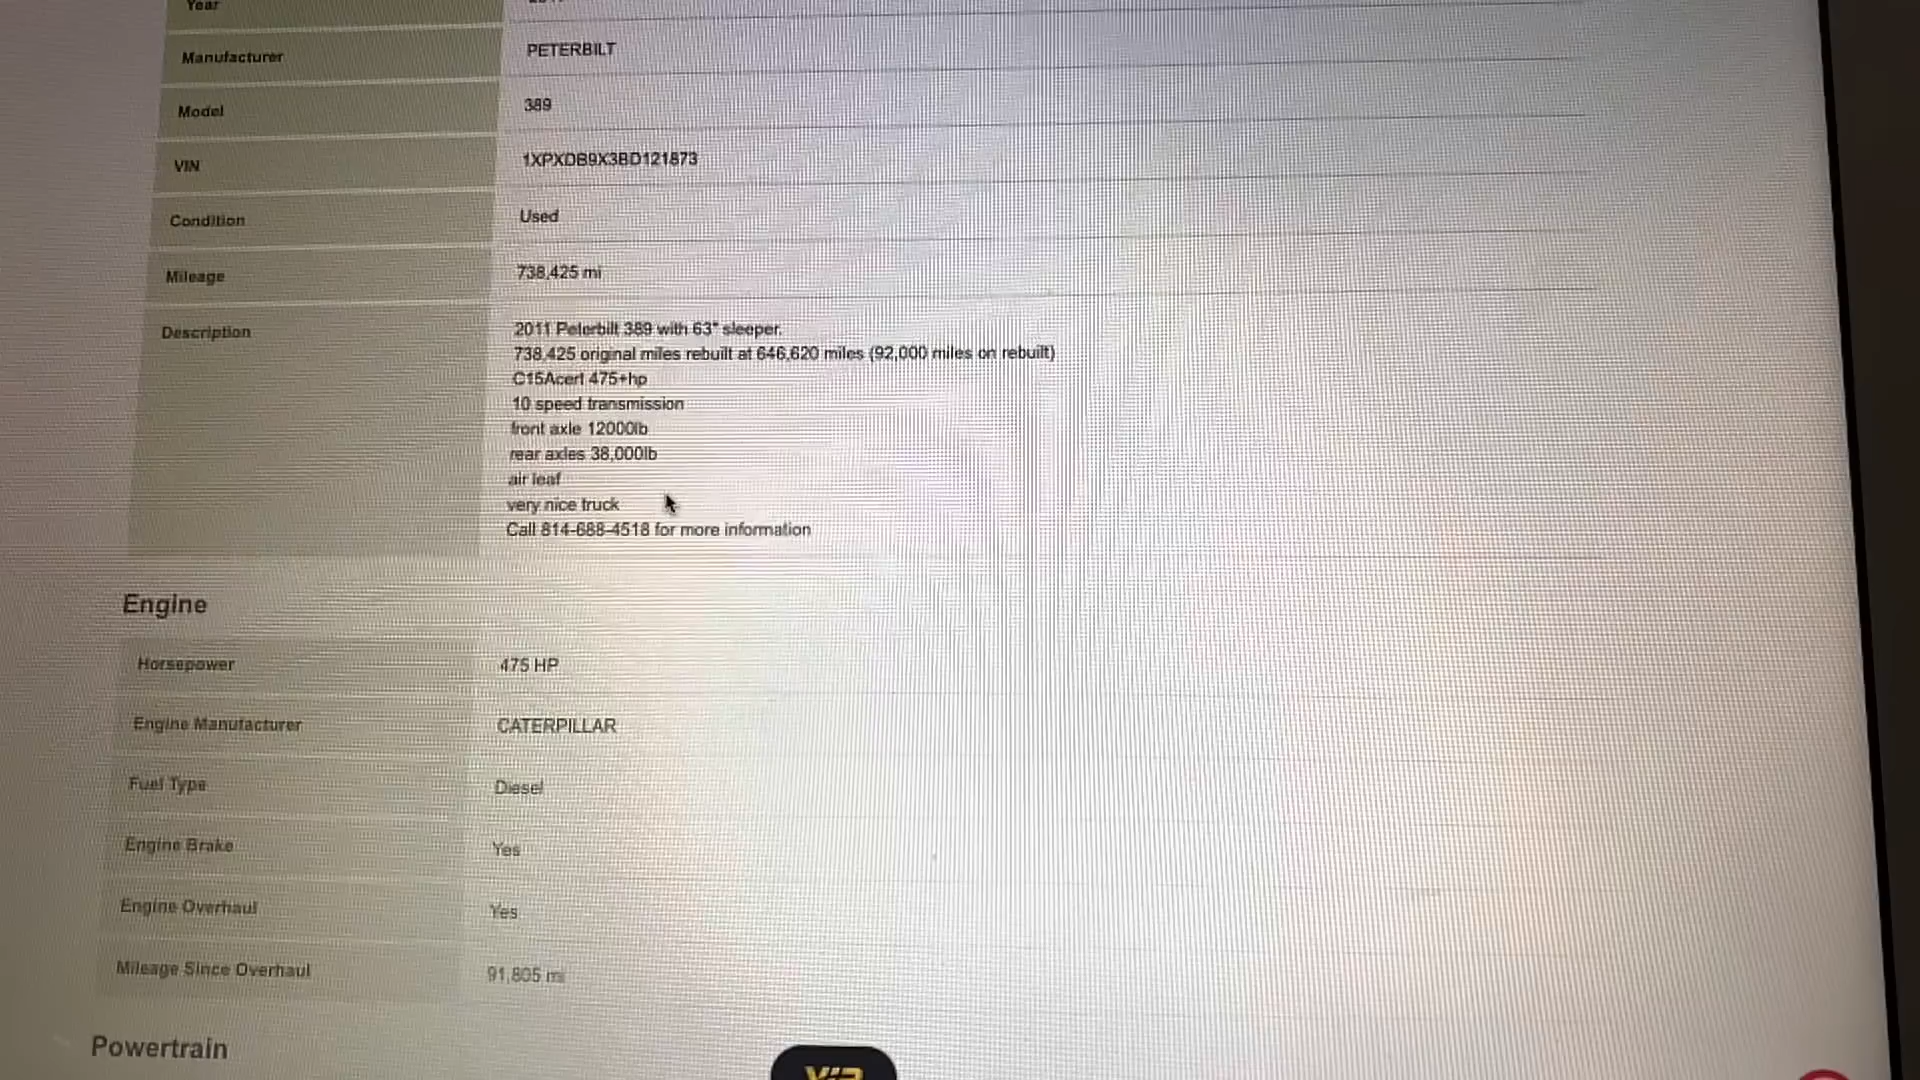 Year
Manufacturer PETERBILT
Model 389
VIN 1XPXDB9X3BD121873
Condition Used
Mileage 738,425 mi
Description 2011 Peterbilt 389 with 63" sleeper.
738,425 original miles rebuilt at 646,620 miles (92,000 miles on rebuilt)
C15Acert 475+hp
10 speed transmission
front axle 12000lb
rear axles 38,000lb
air leaf
very nice truck
Call 814-688-4518 for more information
Engine
Horsepower 475 HP
Engine Manufacturer CATERPILLAR
Fuel Type Diesel
Engine Brake Yes
Engine Overhaul Yes
Mileage Since Overhaul 91,805 mi
Powertrain